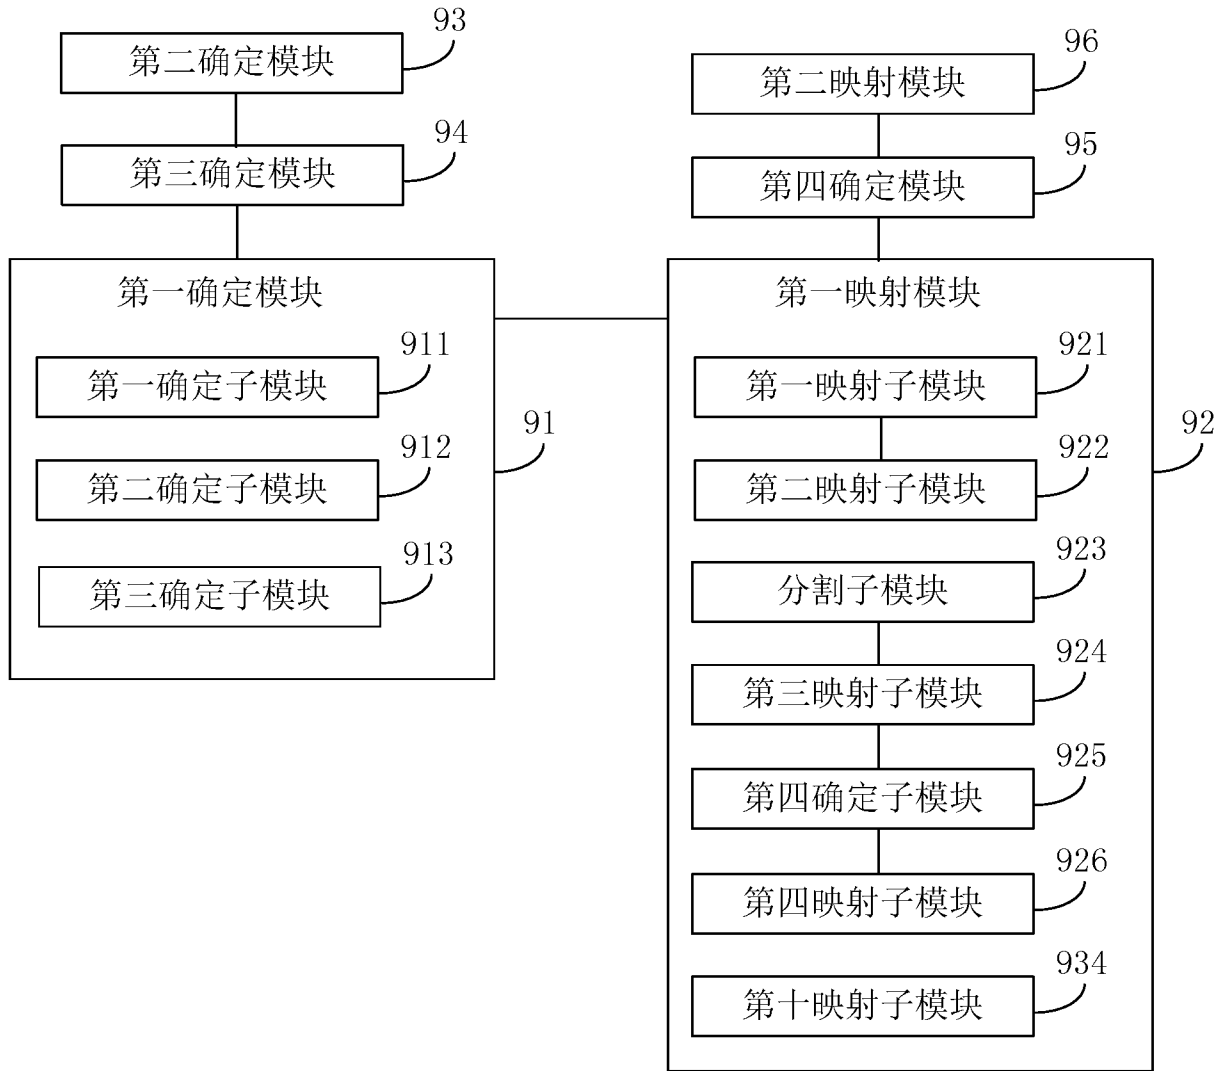 93
第二确定模块
94
第三确定模块
第一确定模块
911
第一确定子模块
912
第二确定子模块
913
第三确定子模块
91
96
第二映射模块
95
第四确定模块
第一映射模块
921
第一映射子模块
922
第二映射子模块
923
分割子模块
924
第三映射子模块
925
第四确定子模块
926
第四映射子模块
934
第十映射子模块
92